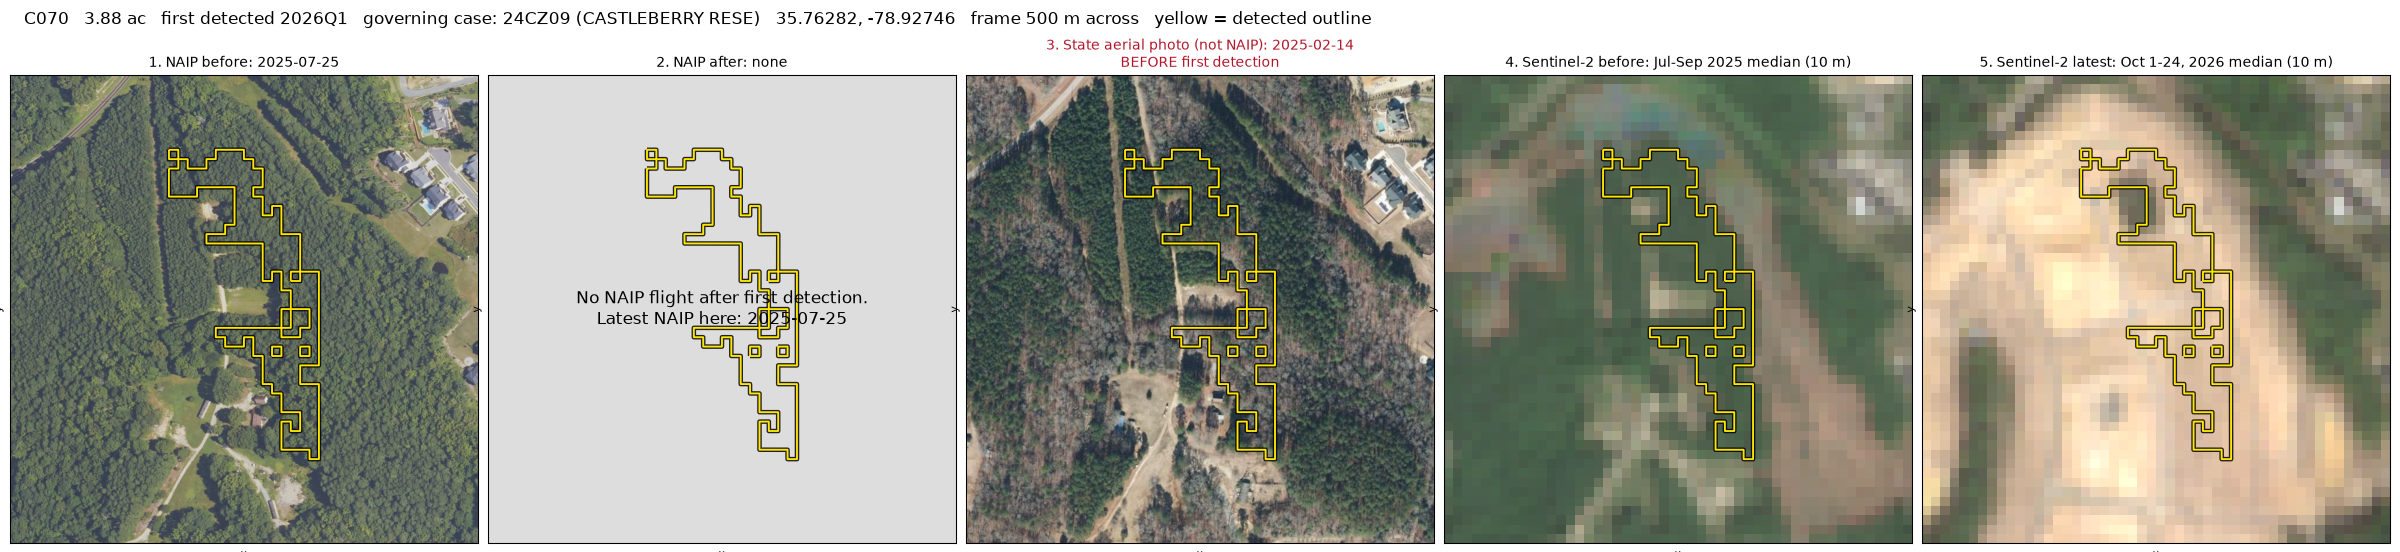 C070   3.88 ac   first detected 2026Q1   governing case: 24CZ09 (CASTLEBERRY RESE)   35.76282, -78.92746   frame 500 m across   yellow = detected outline
1. NAIP before: 2025-07-25
2. NAIP after: none
No NAIP flight after first detection.
Latest NAIP here: 2025-07-25
3. State aerial photo (not NAIP): 2025-02-14
BEFORE first detection
4. Sentinel-2 before: Jul-Sep 2025 median (10 m)
5. Sentinel-2 latest: Oct 1-24, 2026 median (10 m)